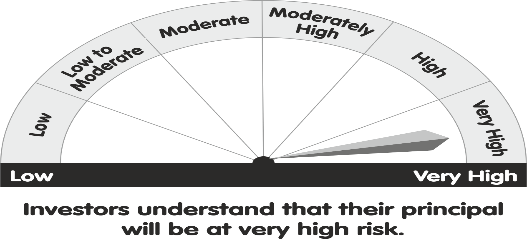 Low
Low to
Moderate
Moderate
Moderately
High
High
Very High
Low Very High
Investors understand that their principal
will be at very high risk.